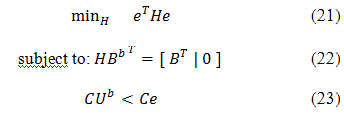 min_H e^T He (21)
subject to: HB^{b^T} = [ B^T | 0 ] (22)
CU^b < Ce (23)